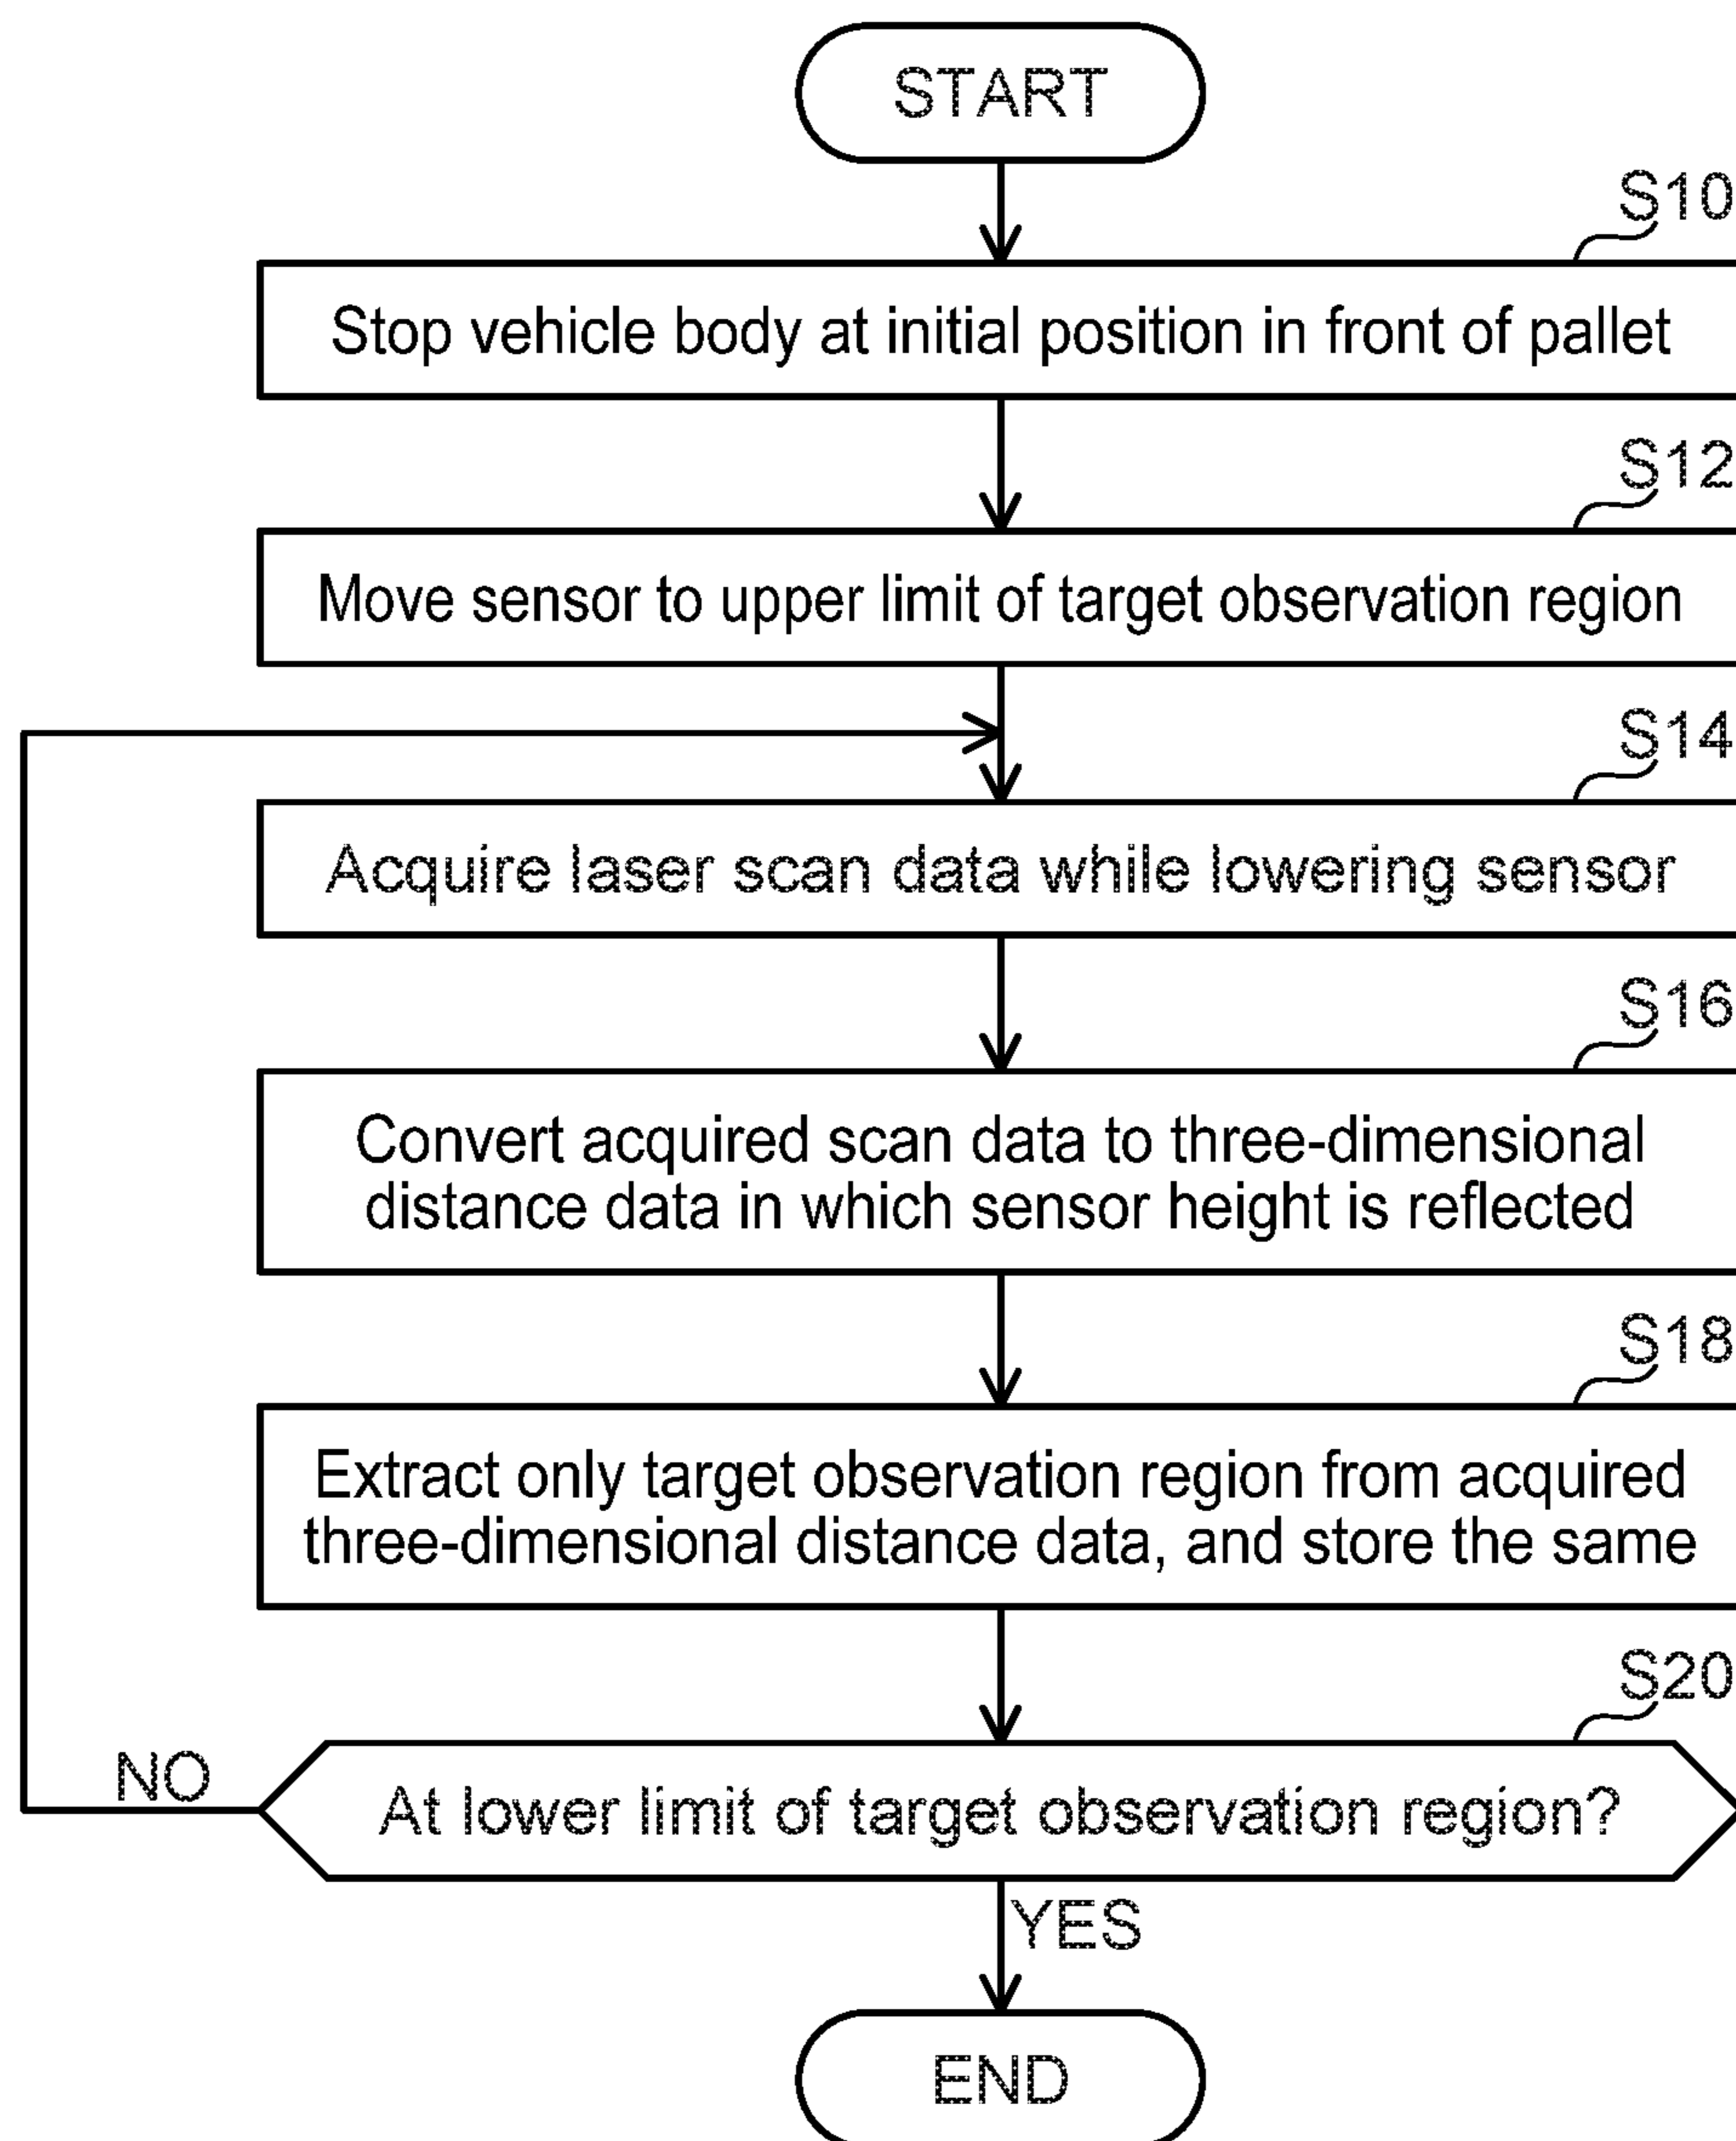 START
S10
Stop vehicle body at initial position in front of pallet
S12
Move sensor to upper limit of target observation region
S14
Acquire laser scan data while lowering sensor
S16
Convert acquired scan data to three-dimensional
distance data in which sensor height is reflected
S18
Extract only target observation region from acquired
three-dimensional distance data, and store the same
S20
NO
At lower limit of target observation region?
YES
END